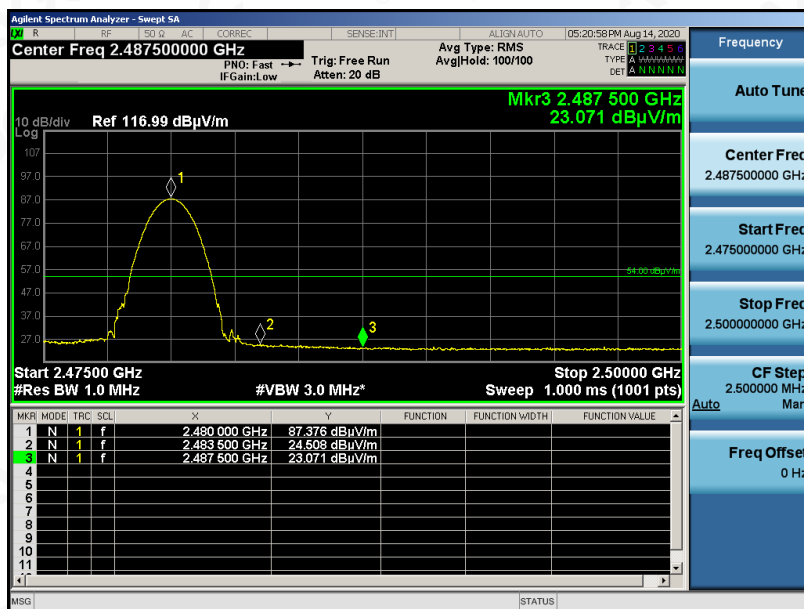 Agilent Spectrum Analyzer - Swept SA
LXI R RF 50 Ω AC CORREC SENSE:INT ALIGN AUTO 05:20:58 PM Aug 14, 2020
Center Freq 2.487500000 GHz Avg Type: RMS TRACE 1 2 3 4 5 6
PNO: Fast Trig: Free Run Avg|Hold: 100/100 TYPE A WWWWW
IFGain:Low Atten: 20 dB DET A N N N N N
Mkr3 2.487 500 GHz
10 dB/div Ref 116.99 dBµV/m 23.071 dBµV/m
Log
107
97.0
1
87.0
77.0
67.0
57.0
54.00 dBµV/m
47.0
37.0
2 3
27.0
Start 2.47500 GHz Stop 2.50000 GHz
#Res BW 1.0 MHz #VBW 3.0 MHz* Sweep 1.000 ms (1001 pts)
MKR MODE TRC SCL X Y FUNCTION FUNCTION WIDTH FUNCTION VALUE
1 N 1 f 2.480 000 GHz 87.376 dBµV/m
2 N 1 f 2.483 500 GHz 24.508 dBµV/m
3 N 1 f 2.487 500 GHz 23.071 dBµV/m
4
5
6
7
8
9
10
11
MSG STATUS
Frequency
Auto Tune
Center Freq
2.487500000 GHz
Start Freq
2.475000000 GHz
Stop Freq
2.500000000 GHz
CF Step
2.500000 MHz
Auto Man
Freq Offset
0 Hz